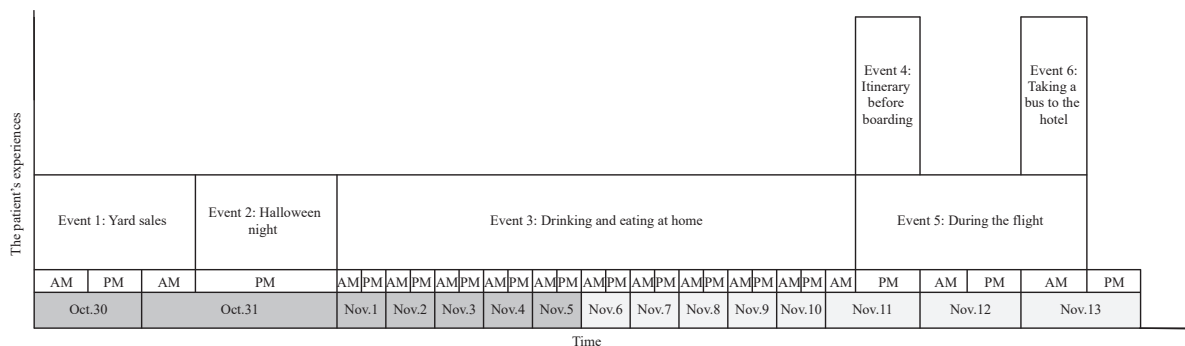 The patient's experiences
Event 4:
Itinerary
before
boarding
Event 6:
Taking a
bus to the
hotel
Event 1: Yard sales
Event 2: Halloween
night
Event 3: Drinking and eating at home
Event 5: During the flight
AM PM AM PM AM PM AM PM AM PM AM PM AM PM AM PM AM PM AM PM AM PM AM PM AM PM AM PM AM PM
Oct.30 Oct.31 Nov.1 Nov.2 Nov.3 Nov.4 Nov.5 Nov.6 Nov.7 Nov.8 Nov.9 Nov.10 Nov.11 Nov.12 Nov.13
Time